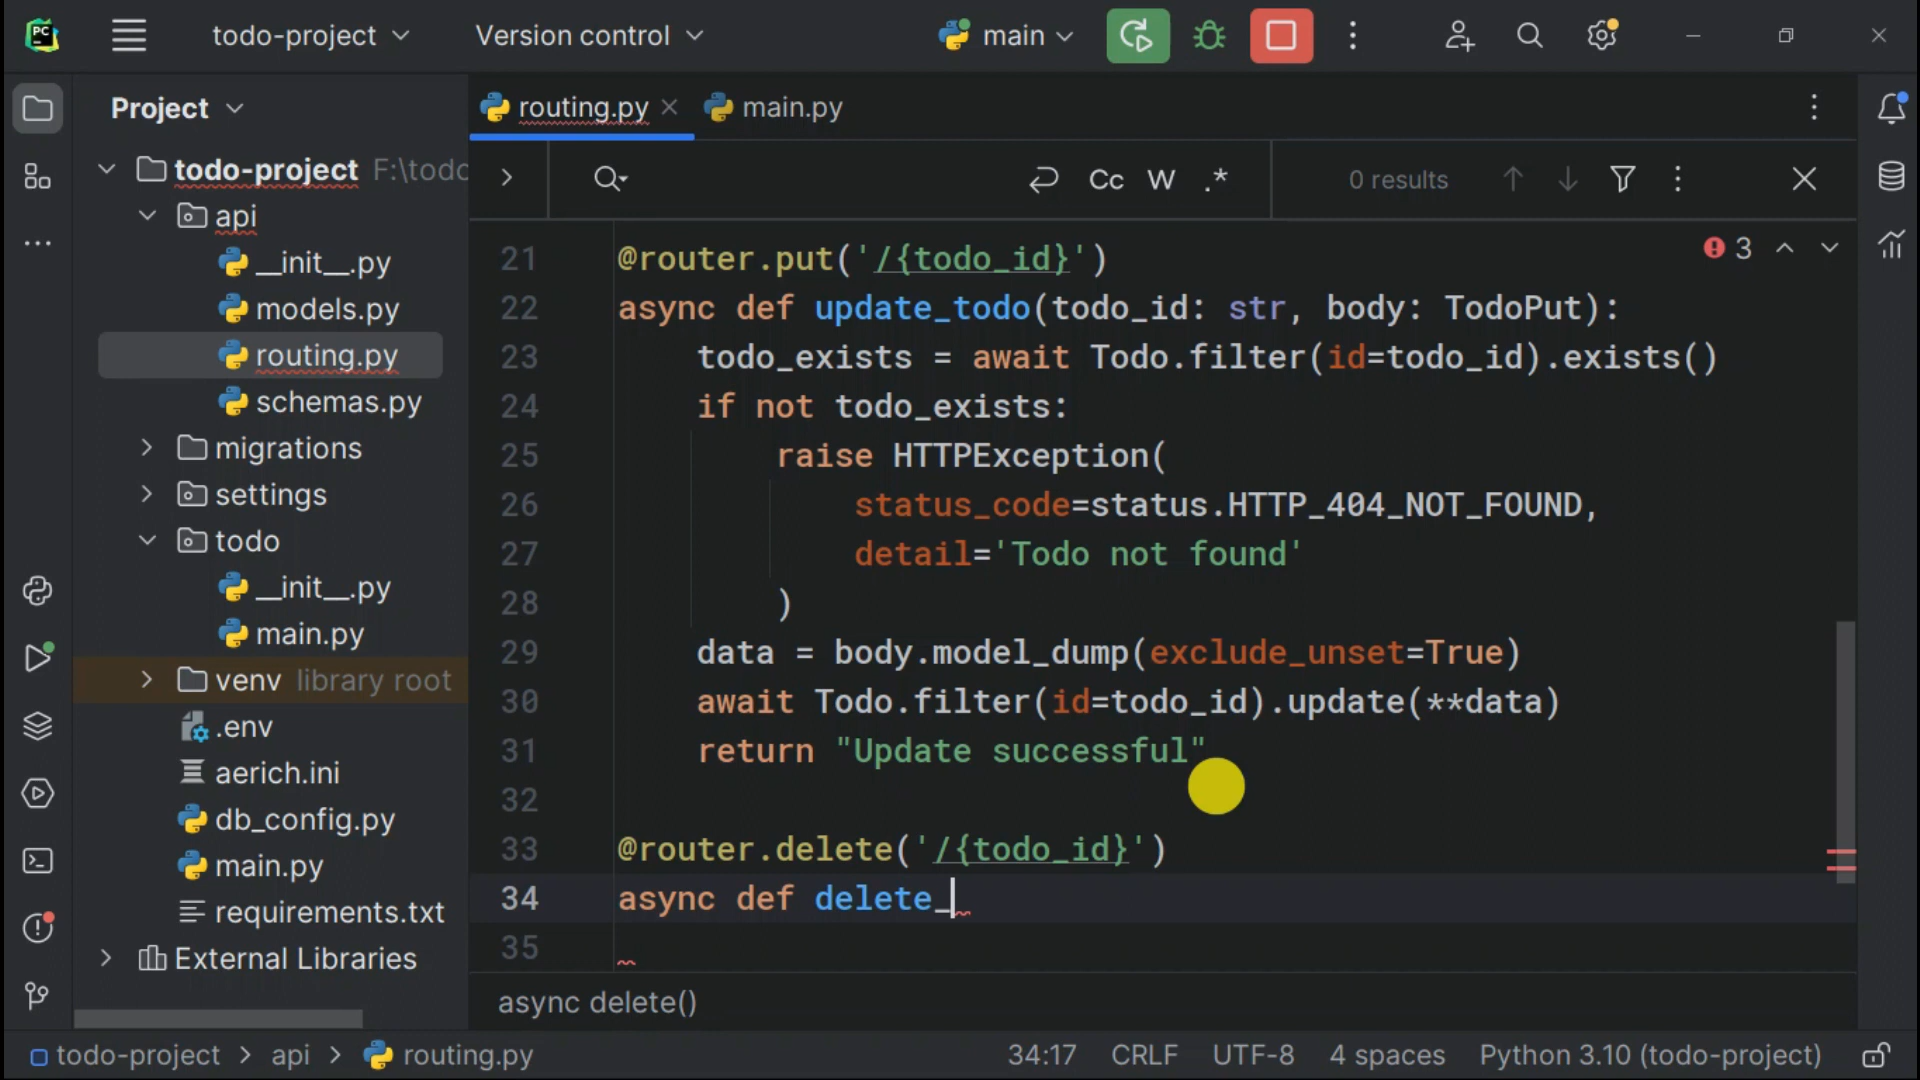 PC
todo-project
Version control
main
Project
routing.py
main.py
todo-project F:\todo
Cc W .*
0 results
api
__init__.py
models.py
routing.py
schemas.py
migrations
settings
todo
__init__.py
main.py
venv library root
.env
aerich.ini
db_config.py
main.py
requirements.txt
External Libraries
3
21 @router.put('/{todo_id}')
22 async def update_todo(todo_id: str, body: TodoPut):
23 todo_exists = await Todo.filter(id=todo_id).exists()
24 if not todo_exists:
25 raise HTTPException(
26 status_code=status.HTTP_404_NOT_FOUND,
27 detail='Todo not found'
28 )
29 data = body.model_dump(exclude_unset=True)
30 await Todo.filter(id=todo_id).update(**data)
31 return "Update successful"
32
33 @router.delete('/{todo_id}')
34 async def delete_
35
async delete()
todo-project > api > routing.py
34:17 CRLF UTF-8 4 spaces Python 3.10 (todo-project)